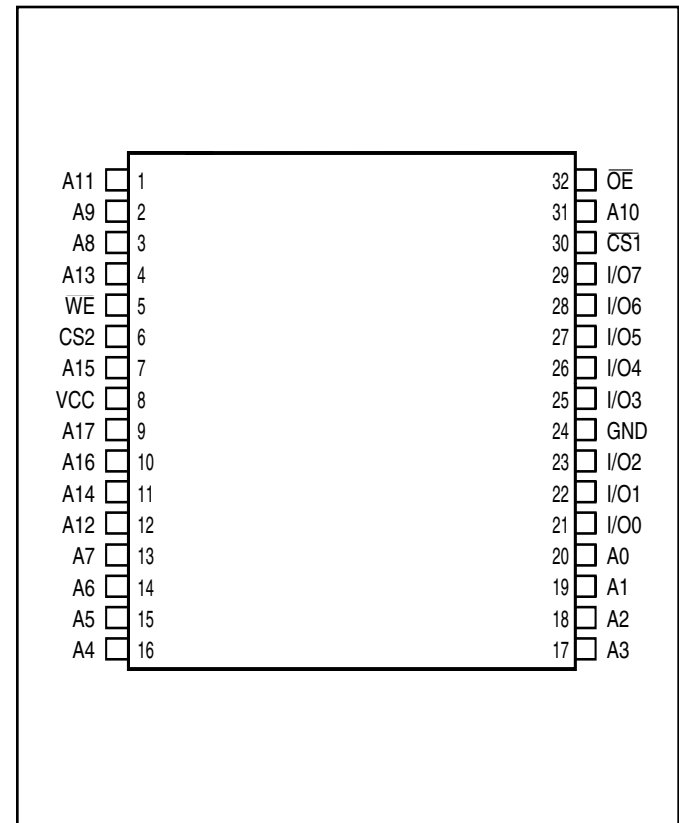 A11 1 32 O̅E̅
A9 2 31 A10
A8 3 30 C̅S̅1̅
A13 4 29 I/O7
W̅E̅ 5 28 I/O6
CS2 6 27 I/O5
A15 7 26 I/O4
VCC 8 25 I/O3
A17 9 24 GND
A16 10 23 I/O2
A14 11 22 I/O1
A12 12 21 I/O0
A7 13 20 A0
A6 14 19 A1
A5 15 18 A2
A4 16 17 A3